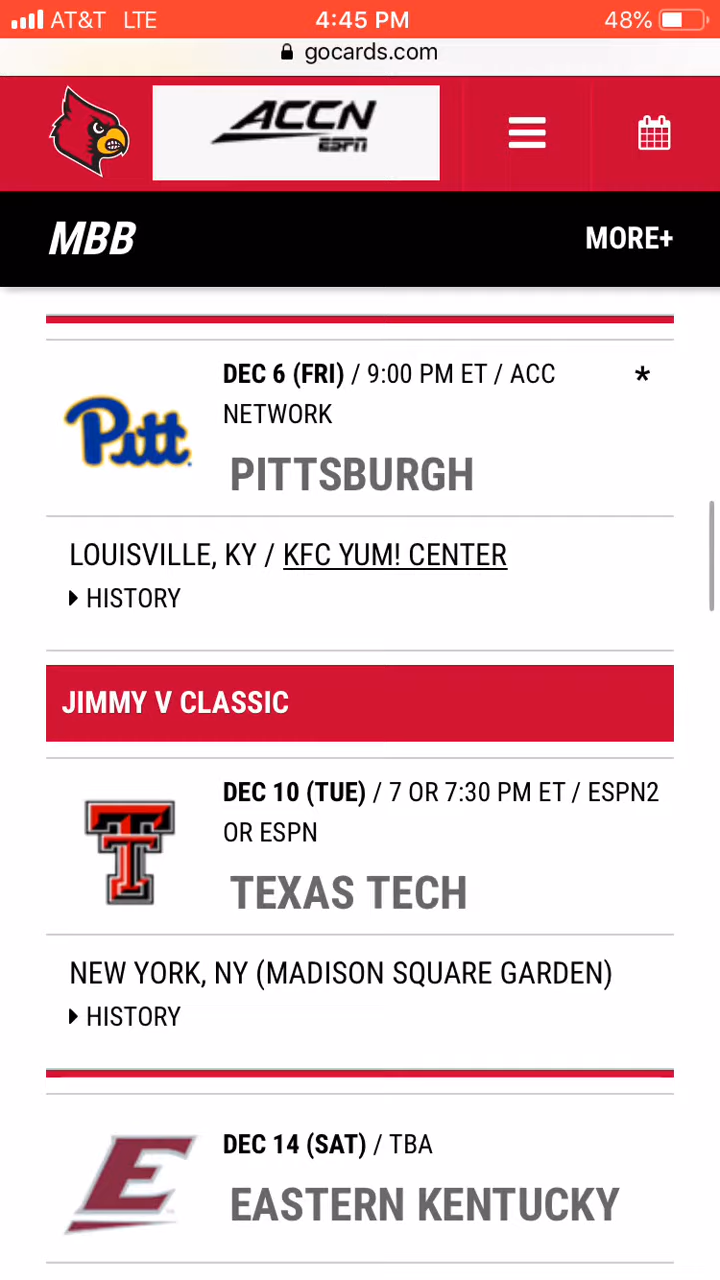 AT&T LTE 4:45 PM 48%
gocards.com
ACCN
ESPN
MBB MORE+
DEC 6 (FRI) / 9:00 PM ET / ACC *
NETWORK
Pitt
PITTSBURGH
LOUISVILLE, KY / KFC YUM! CENTER
HISTORY
JIMMY V CLASSIC
DEC 10 (TUE) / 7 OR 7:30 PM ET / ESPN2
OR ESPN
T
TEXAS TECH
NEW YORK, NY (MADISON SQUARE GARDEN)
HISTORY
DEC 14 (SAT) / TBA
E
EASTERN KENTUCKY